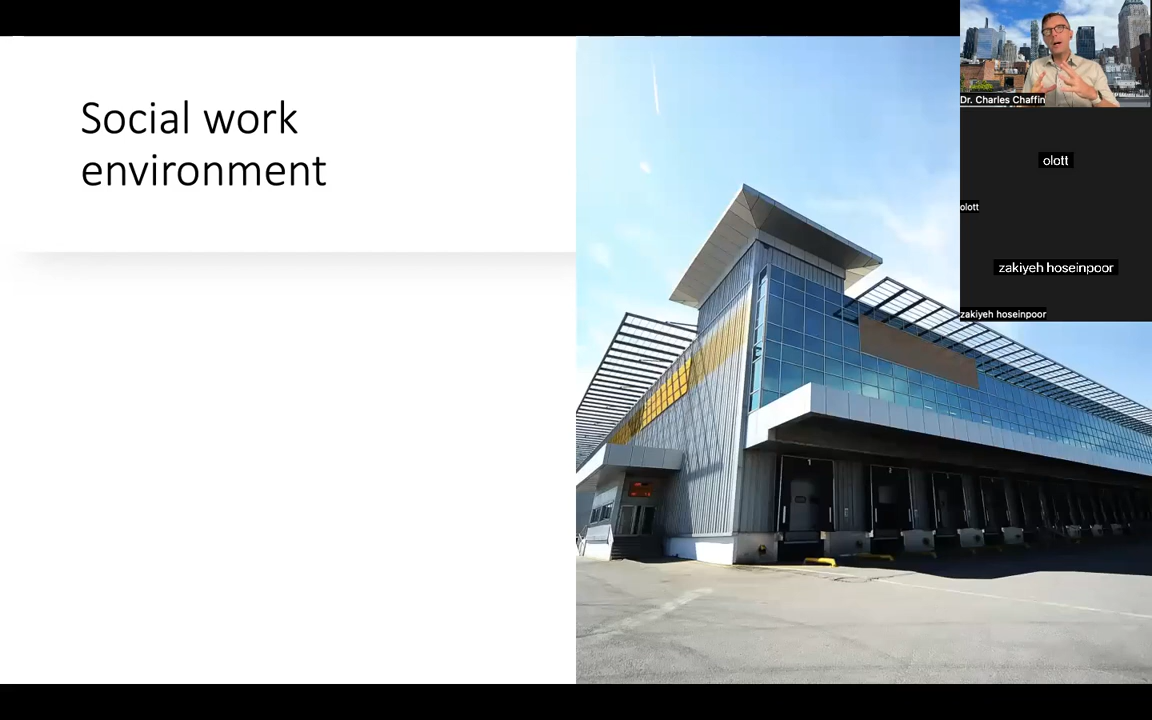 Social work
environment
Dr. Charles Chaffin
olott
olott
zakiyeh hoseinpoor
zakiyeh hoseinpoor